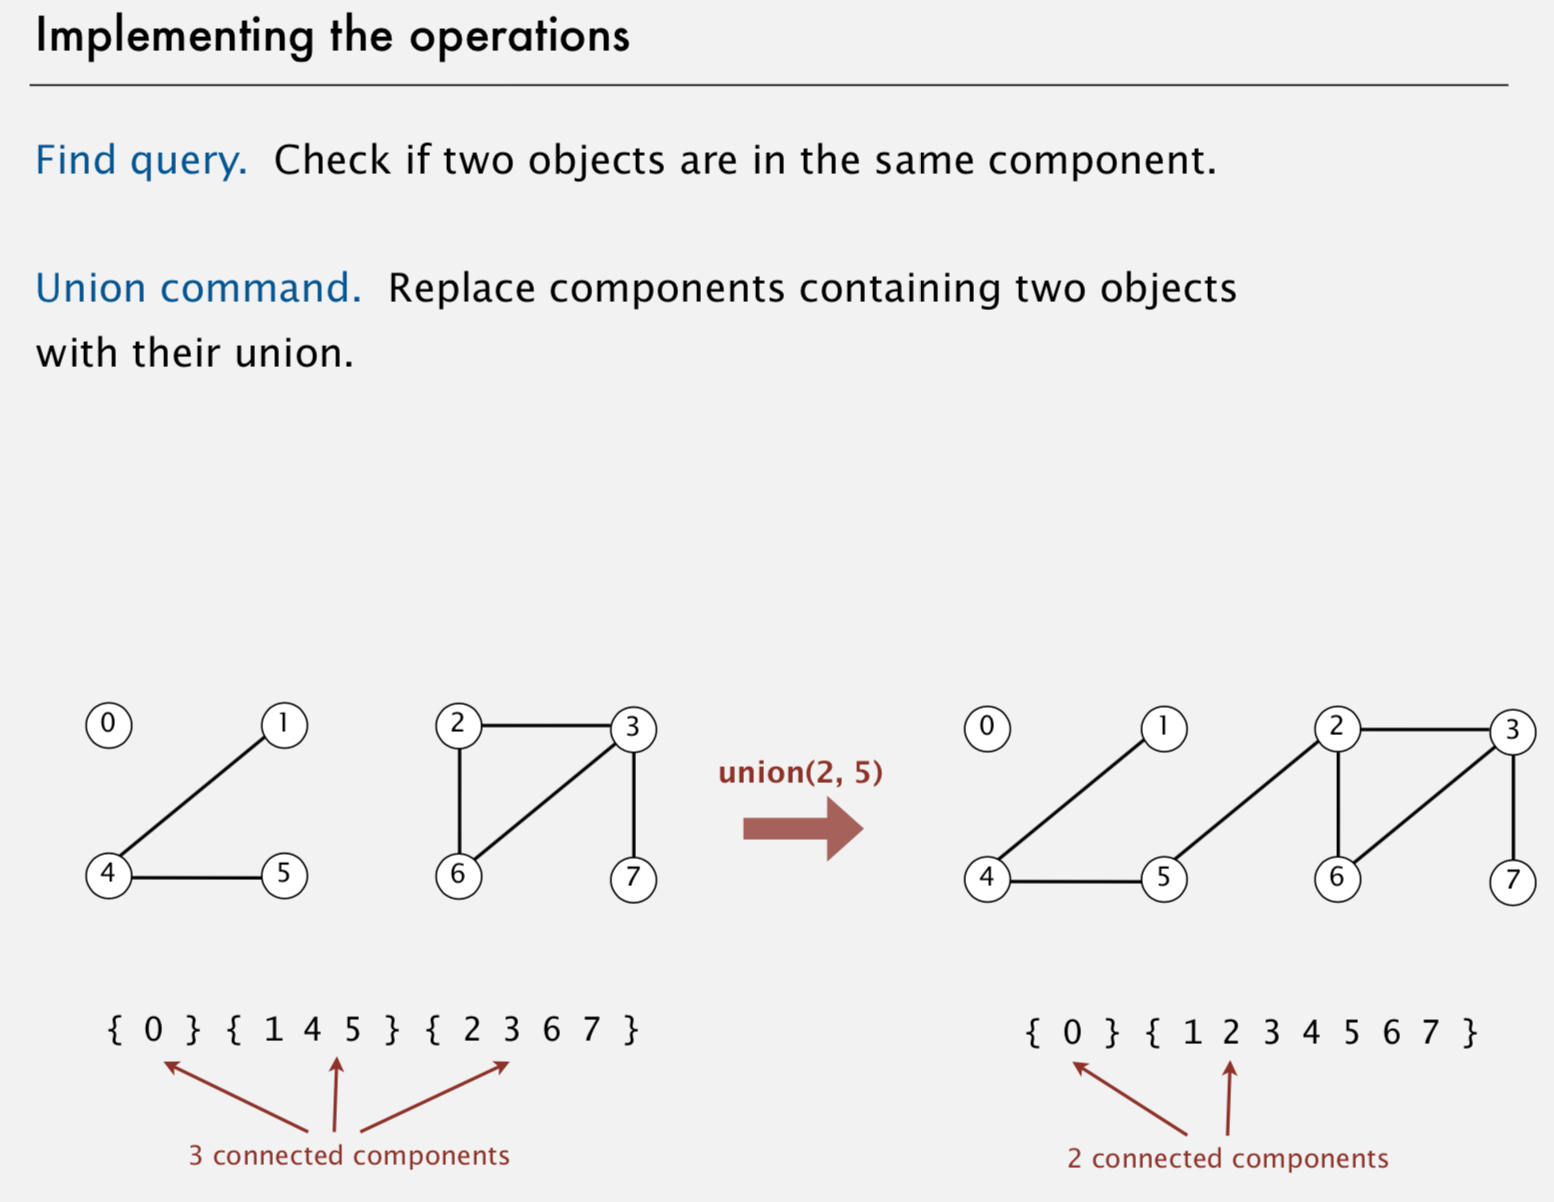 Implementing the operations
Find query. Check if two objects are in the same component.
Union command. Replace components containing two objects
with their union.
0 1 2 3
4 5 6 7
union(2, 5)
0 1 2 3
4 5 6 7
{ 0 } { 1 4 5 } { 2 3 6 7 }
3 connected components
{ 0 } { 1 2 3 4 5 6 7 }
2 connected components